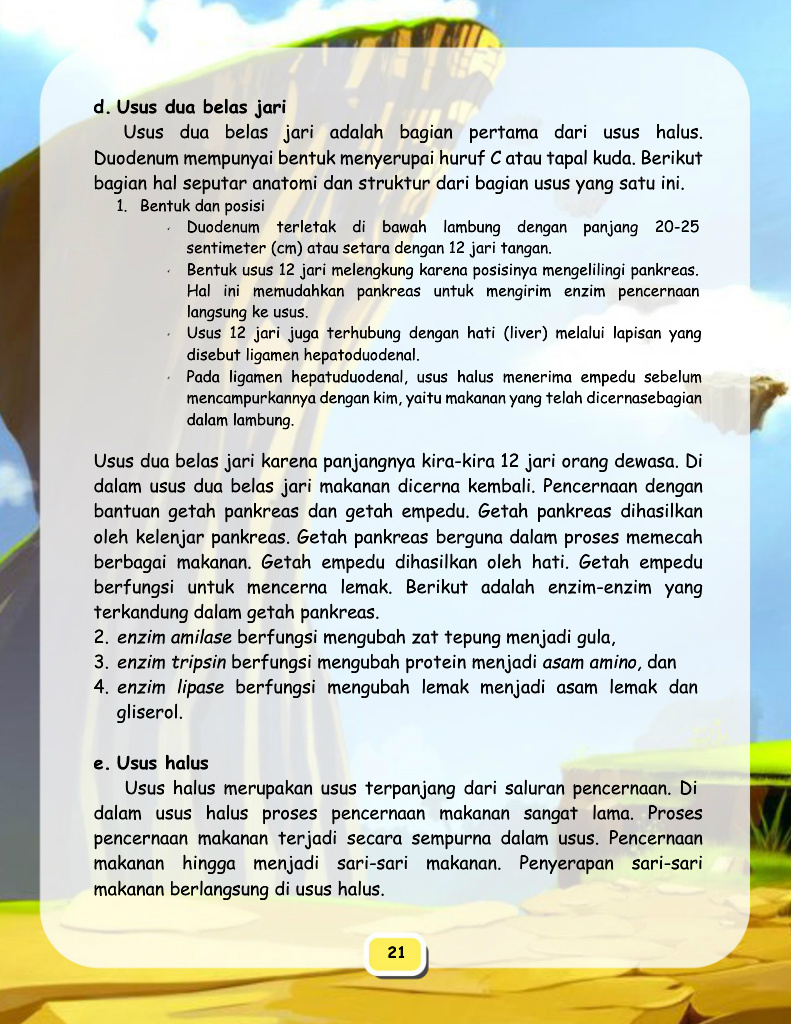 d. Usus dua belas jari
Usus dua belas jari adalah bagian pertama dari usus halus.
Duodenum mempunyai bentuk menyerupai huruf C atau tapal kuda. Berikut
bagian hal seputar anatomi dan struktur dari bagian usus yang satu ini.
1. Bentuk dan posisi
· Duodenum terletak di bawah lambung dengan panjang 20-25
sentimeter (cm) atau setara dengan 12 jari tangan.
· Bentuk usus 12 jari melengkung karena posisinya mengelilingi pankreas.
Hal ini memudahkan pankreas untuk mengirim enzim pencernaan
langsung ke usus.
· Usus 12 jari juga terhubung dengan hati (liver) melalui lapisan yang
disebut ligamen hepatoduodenal.
· Pada ligamen hepatuduodenal, usus halus menerima empedu sebelum
mencampurkannya dengan kim, yaitu makanan yang telah dicernasebagian
dalam lambung.
Usus dua belas jari karena panjangnya kira-kira 12 jari orang dewasa. Di
dalam usus dua belas jari makanan dicerna kembali. Pencernaan dengan
bantuan getah pankreas dan getah empedu. Getah pankreas dihasilkan
oleh kelenjar pankreas. Getah pankreas berguna dalam proses memecah
berbagai makanan. Getah empedu dihasilkan oleh hati. Getah empedu
berfungsi untuk mencerna lemak. Berikut adalah enzim-enzim yang
terkandung dalam getah pankreas.
2. enzim amilase berfungsi mengubah zat tepung menjadi gula,
3. enzim tripsin berfungsi mengubah protein menjadi asam amino, dan
4. enzim lipase berfungsi mengubah lemak menjadi asam lemak dan
gliserol.
e. Usus halus
Usus halus merupakan usus terpanjang dari saluran pencernaan. Di
dalam usus halus proses pencernaan makanan sangat lama. Proses
pencernaan makanan terjadi secara sempurna dalam usus. Pencernaan
makanan hingga menjadi sari-sari makanan. Penyerapan sari-sari
makanan berlangsung di usus halus.
21